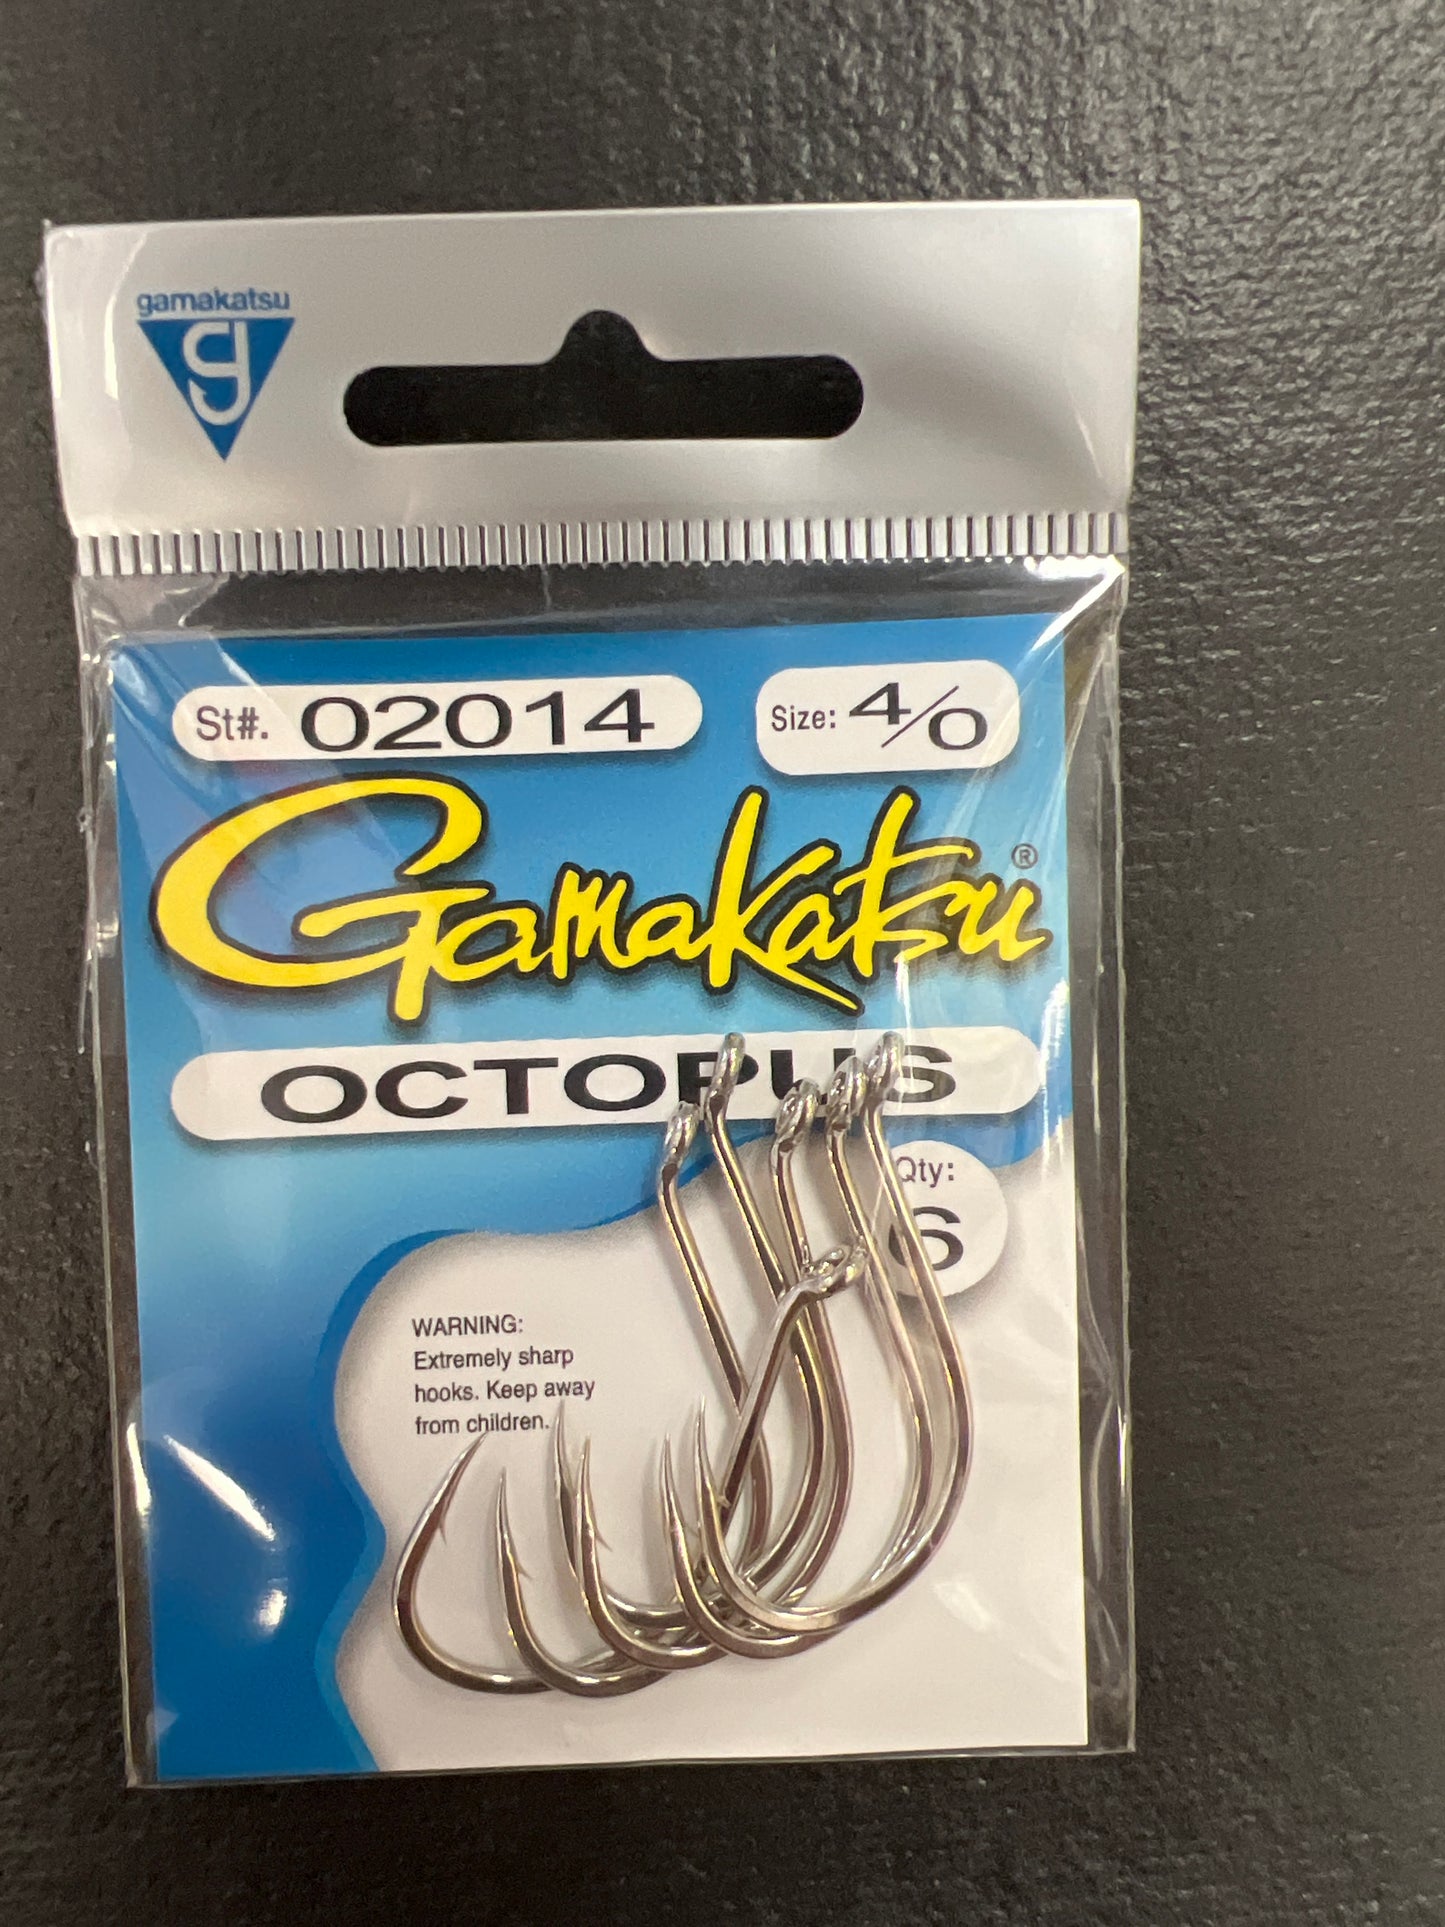 gamakatsu
g
St#. 02014 Size: 4/0
Gamakatsu®
OCTOPUS
Qty:
6
WARNING:
Extremely sharp
hooks. Keep away
from children.